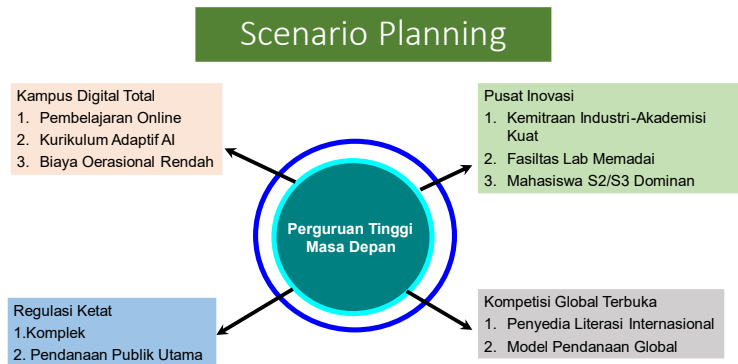 Scenario Planning
Kampus Digital Total
1. Pembelajaran Online
2. Kurikulum Adaptif AI
3. Biaya Oerasional Rendah
Pusat Inovasi
1. Kemitraan Industri-Akademisi
Kuat
2. Fasiltas Lab Memadai
3. Mahasiswa S2/S3 Dominan
Perguruan Tinggi
Masa Depan
Regulasi Ketat
1.Komplek
2. Pendanaan Publik Utama
Kompetisi Global Terbuka
1. Penyedia Literasi Internasional
2. Model Pendanaan Global